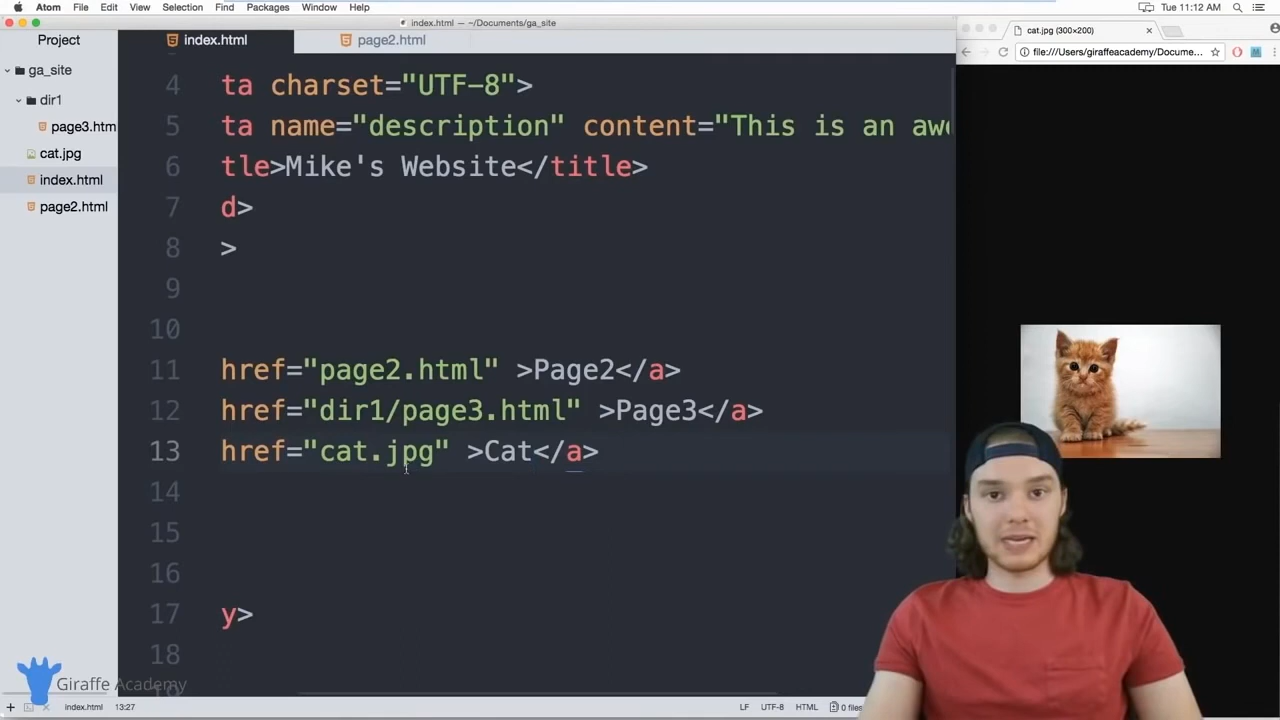 Atom File Edit View Selection Find Packages Window Help
Tue 11:12 AM
index.html — ~/Documents/ga_site
Project
index.html
page2.html
cat.jpg (300×200)
file:///Users/giraffeacademy/Docume...
ga_site
dir1
page3.htm
cat.jpg
index.html
page2.html
4 ta charset="UTF-8">
5 ta name="description" content="This is an awe
6 tle>Mike's Website</title>
7 d>
8 >
9
10
11 href="page2.html" >Page2</a>
12 href="dir1/page3.html" >Page3</a>
13 href="cat.jpg" >Cat</a>
14
15
16
17 y>
18
Giraffe Academy
index.html 13:27
LF UTF-8 HTML 0 files